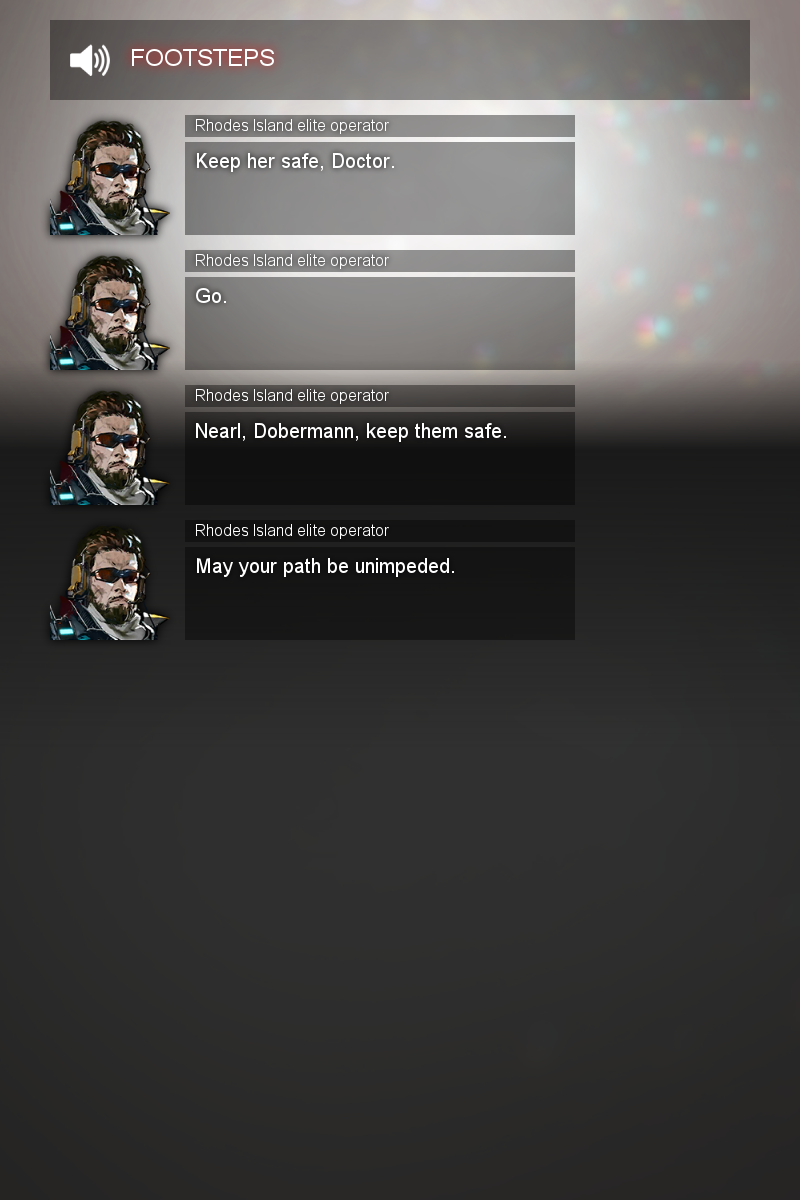 FOOTSTEPS
Rhodes Island elite operator
Keep her safe, Doctor.
Rhodes Island elite operator
Go.
Rhodes Island elite operator
Nearl, Dobermann, keep them safe.
Rhodes Island elite operator
May your path be unimpeded.